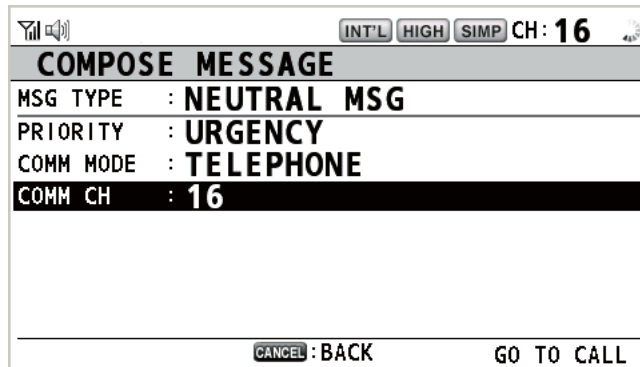 INT'L HIGH SIMP CH: 16
COMPOSE MESSAGE
MSG TYPE : NEUTRAL MSG
PRIORITY : URGENCY
COMM MODE : TELEPHONE
COMM CH : 16
CANCEL : BACK GO TO CALL